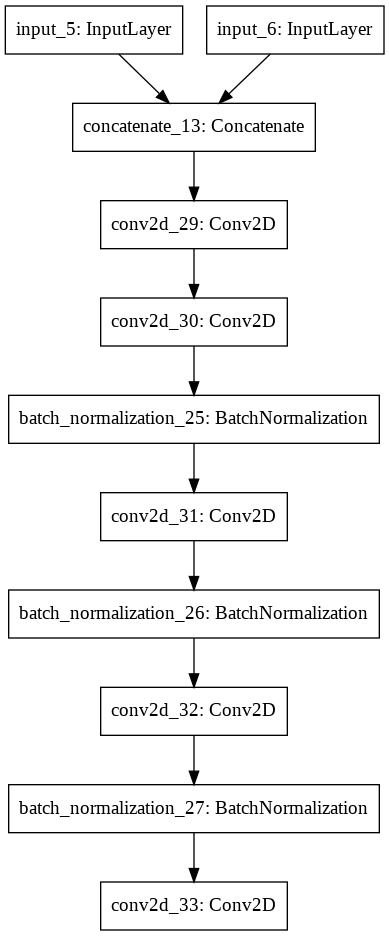 input_5: InputLayer
input_6: InputLayer
concatenate_13: Concatenate
conv2d_29: Conv2D
conv2d_30: Conv2D
batch_normalization_25: BatchNormalization
conv2d_31: Conv2D
batch_normalization_26: BatchNormalization
conv2d_32: Conv2D
batch_normalization_27: BatchNormalization
conv2d_33: Conv2D